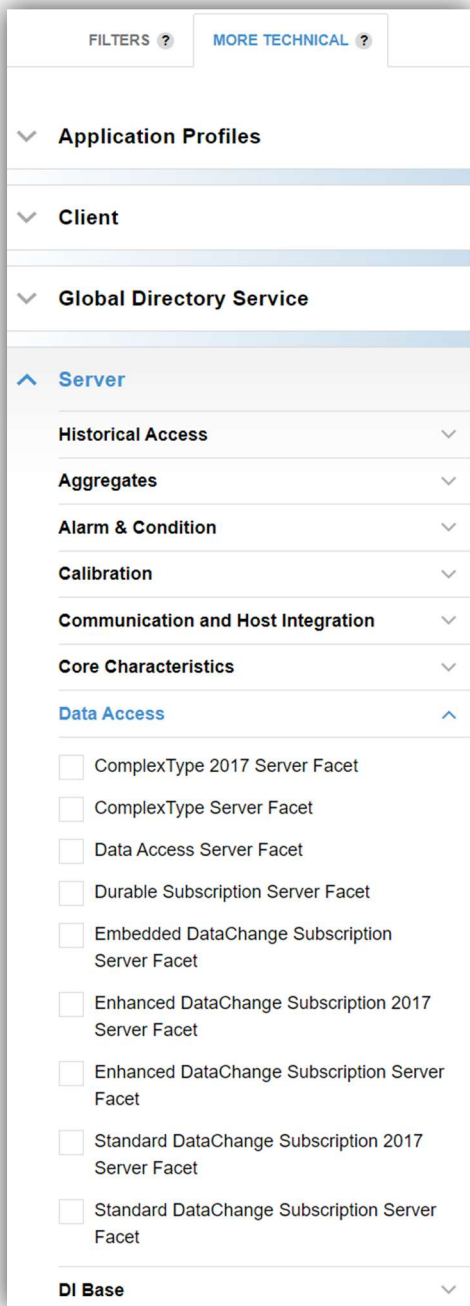 FILTERS ? MORE TECHNICAL ?
Application Profiles
Client
Global Directory Service
Server
Historical Access
Aggregates
Alarm & Condition
Calibration
Communication and Host Integration
Core Characteristics
Data Access
ComplexType 2017 Server Facet
ComplexType Server Facet
Data Access Server Facet
Durable Subscription Server Facet
Embedded DataChange Subscription
Server Facet
Enhanced DataChange Subscription 2017
Server Facet
Enhanced DataChange Subscription Server
Facet
Standard DataChange Subscription 2017
Server Facet
Standard DataChange Subscription Server
Facet
DI Base